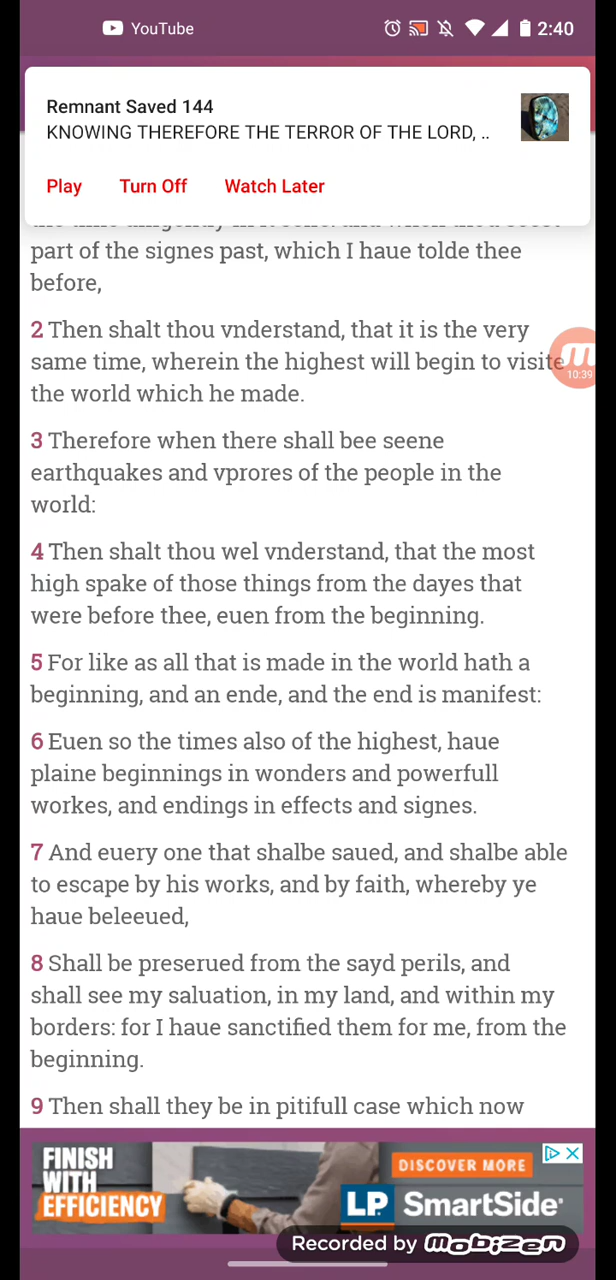 YouTube
2:40
Remnant Saved 144
KNOWING THEREFORE THE TERROR OF THE LORD, ..
Play Turn Off Watch Later
part of the signes past, which I haue tolde thee
before,
2 Then shalt thou vnderstand, that it is the very
same time, wherein the highest will begin to visite
the world which he made.
10:39
3 Therefore when there shall bee seene
earthquakes and vprores of the people in the
world:
4 Then shalt thou wel vnderstand, that the most
high spake of those things from the dayes that
were before thee, euen from the beginning.
5 For like as all that is made in the world hath a
beginning, and an ende, and the end is manifest:
6 Euen so the times also of the highest, haue
plaine beginnings in wonders and powerfull
workes, and endings in effects and signes.
7 And euery one that shalbe saued, and shalbe able
to escape by his works, and by faith, whereby ye
haue beleeued,
8 Shall be preserued from the sayd perils, and
shall see my saluation, in my land, and within my
borders: for I haue sanctified them for me, from the
beginning.
9 Then shall they be in pitifull case which now
FINISH
WITH
EFFICIENCY
DISCOVER MORE
LP SmartSide
Recorded by mobizen